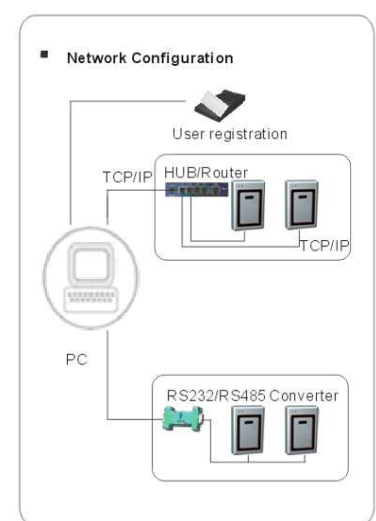 Network Configuration
User registration
TCP/IP
HUB/Router
TCP/IP
PC
RS232/RS485 Converter